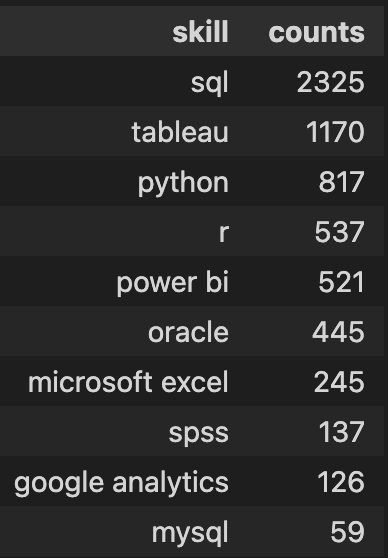 skill counts
sql 2325
tableau 1170
python 817
r 537
power bi 521
oracle 445
microsoft excel 245
spss 137
google analytics 126
mysql 59